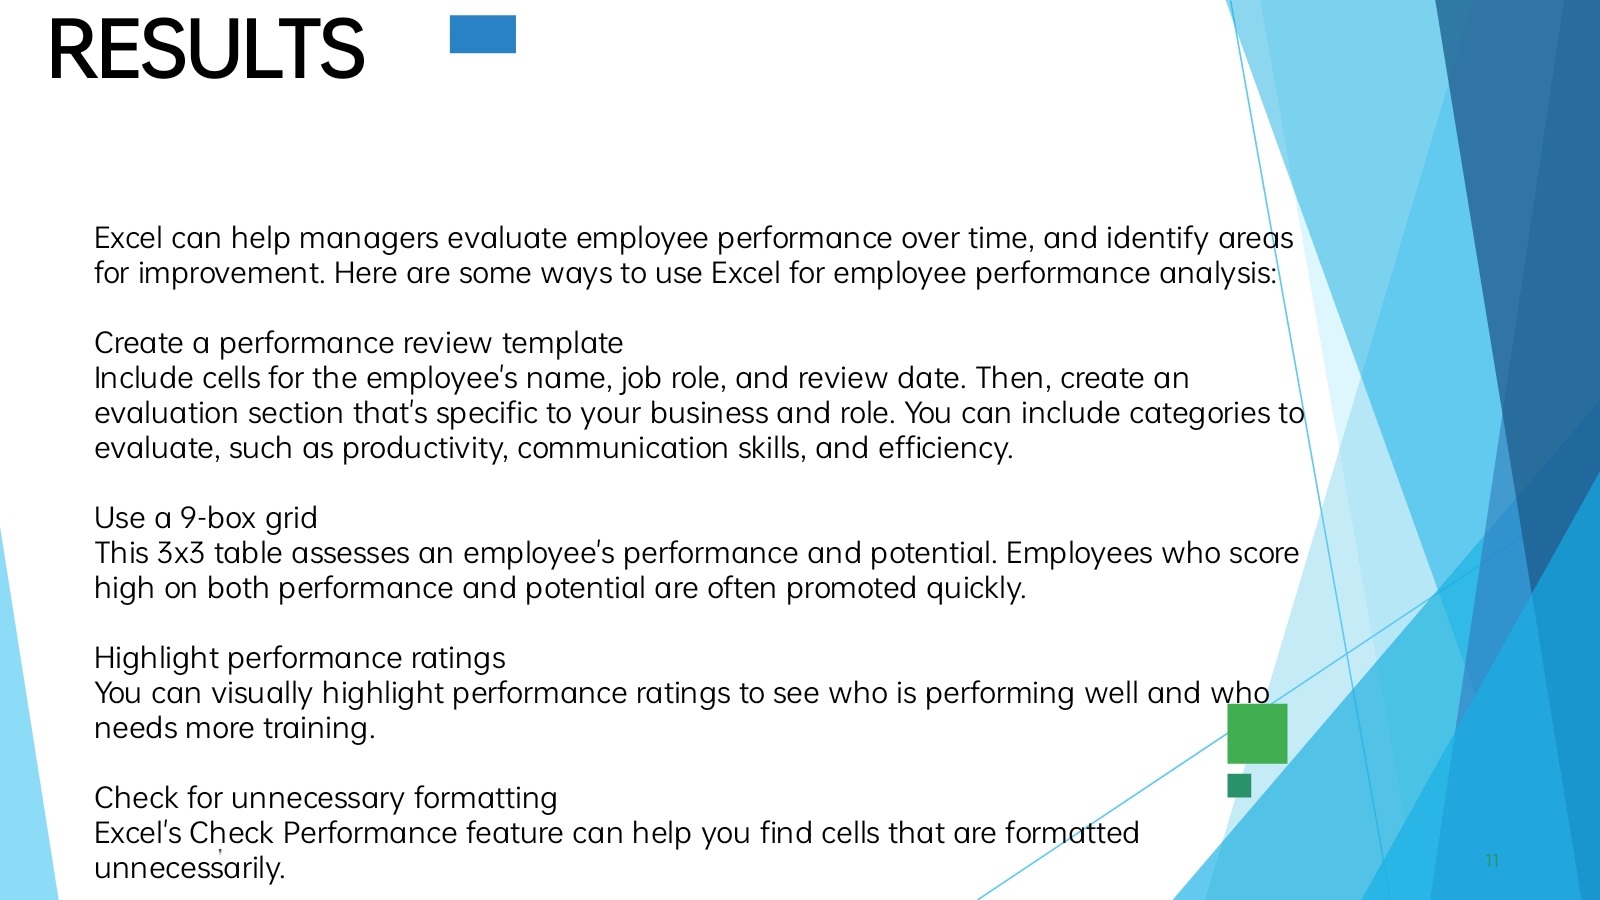 RESULTS
Excel can help managers evaluate employee performance over time, and identify areas
for improvement. Here are some ways to use Excel for employee performance analysis:
Create a performance review template
Include cells for the employee's name, job role, and review date. Then, create an
evaluation section that's specific to your business and role. You can include categories to
evaluate, such as productivity, communication skills, and efficiency.
Use a 9-box grid
This 3x3 table assesses an employee's performance and potential. Employees who score
high on both performance and potential are often promoted quickly.
Highlight performance ratings
You can visually highlight performance ratings to see who is performing well and who
needs more training.
Check for unnecessary formatting
Excel's Check Performance feature can help you find cells that are formatted
unnecessarily.
11